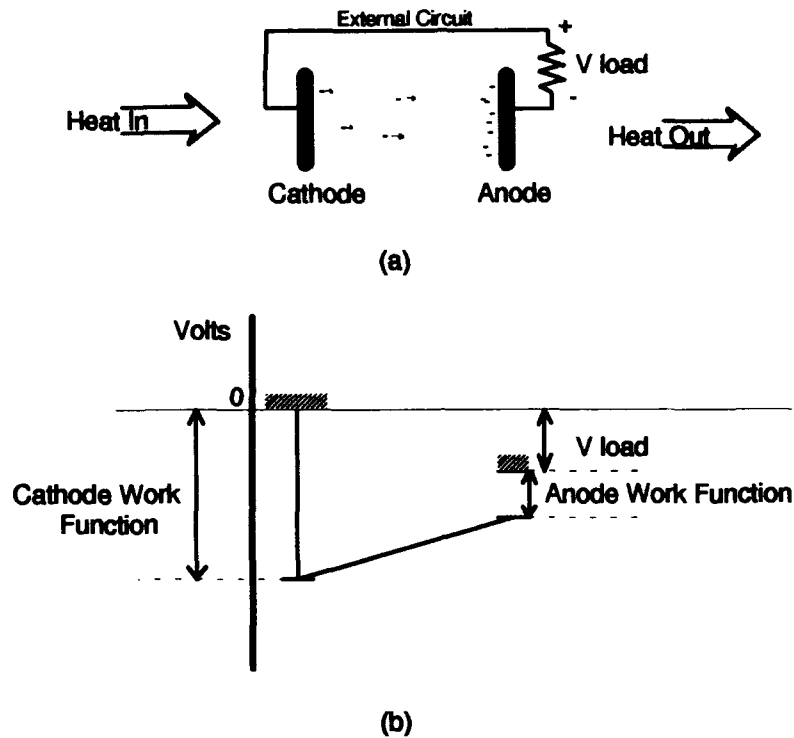 External Circuit
+
V load
-
Heat In
Heat Out
Cathode
Anode
(a)
Volts
0
V load
Cathode Work
Function
Anode Work Function
(b)